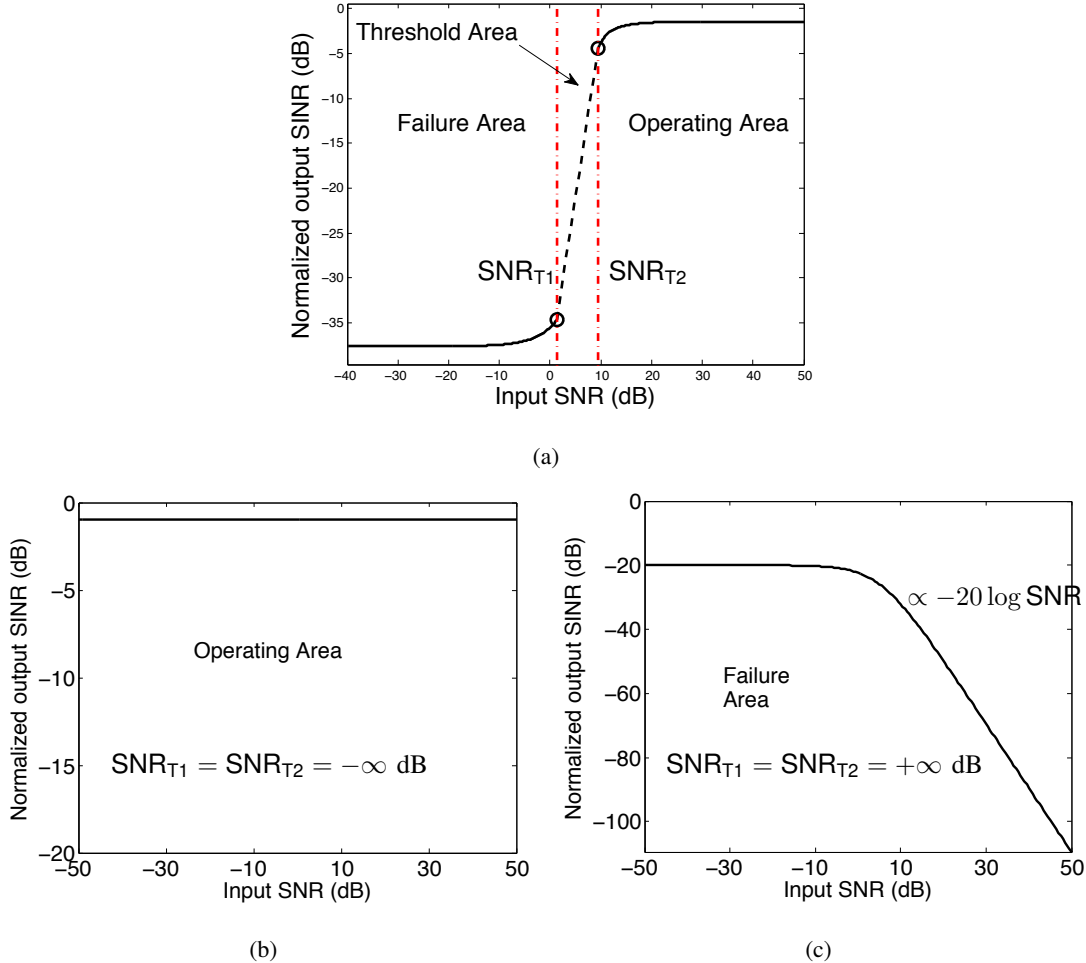 0
−5
−10
−15
−20
−25
−30
−35
Normalized output SINR (dB)
Threshold Area
Failure Area
Operating Area
SNR_T1
SNR_T2
−40 −30 −20 −10 0 10 20 30 40 50
Input SNR (dB)
(a)
0
−5
−10
−15
−20
Normalized output SINR (dB)
Operating Area
SNR_T1 = SNR_T2 = −∞ dB
−50 −30 −10 10 30 50
Input SNR (dB)
(b)
0
−20
−40
−60
−80
−100
Normalized output SINR (dB)
∝ −20 log SNR
Failure
Area
SNR_T1 = SNR_T2 = +∞ dB
−50 −30 −10 10 30 50
Input SNR (dB)
(c)